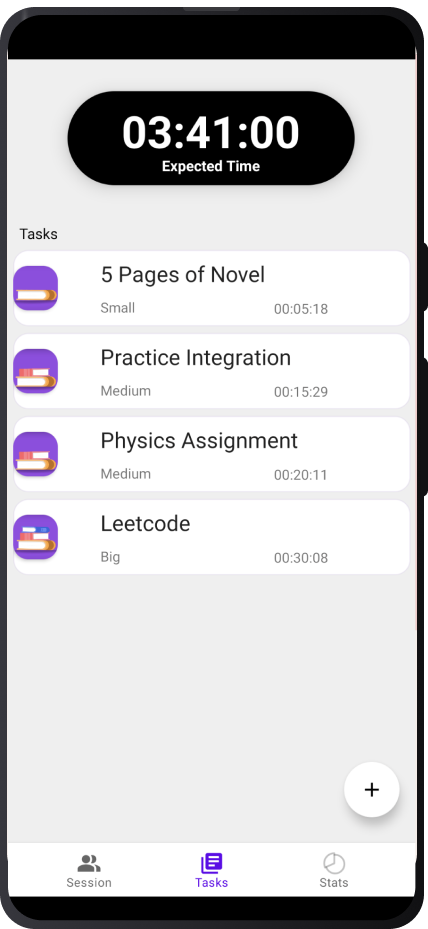 03:41:00
Expected Time
Tasks
5 Pages of Novel
Small 00:05:18
Practice Integration
Medium 00:15:29
Physics Assignment
Medium 00:20:11
Leetcode
Big 00:30:08
+
Session Tasks Stats